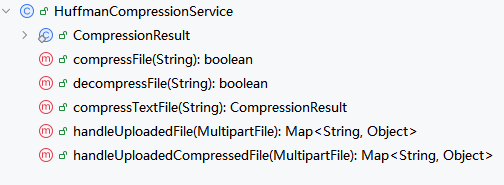 HuffmanCompressionService
CompressionResult
compressFile(String): boolean
decompressFile(String): boolean
compressTextFile(String): CompressionResult
handleUploadedFile(MultipartFile): Map<String, Object>
handleUploadedCompressedFile(MultipartFile): Map<String, Object>